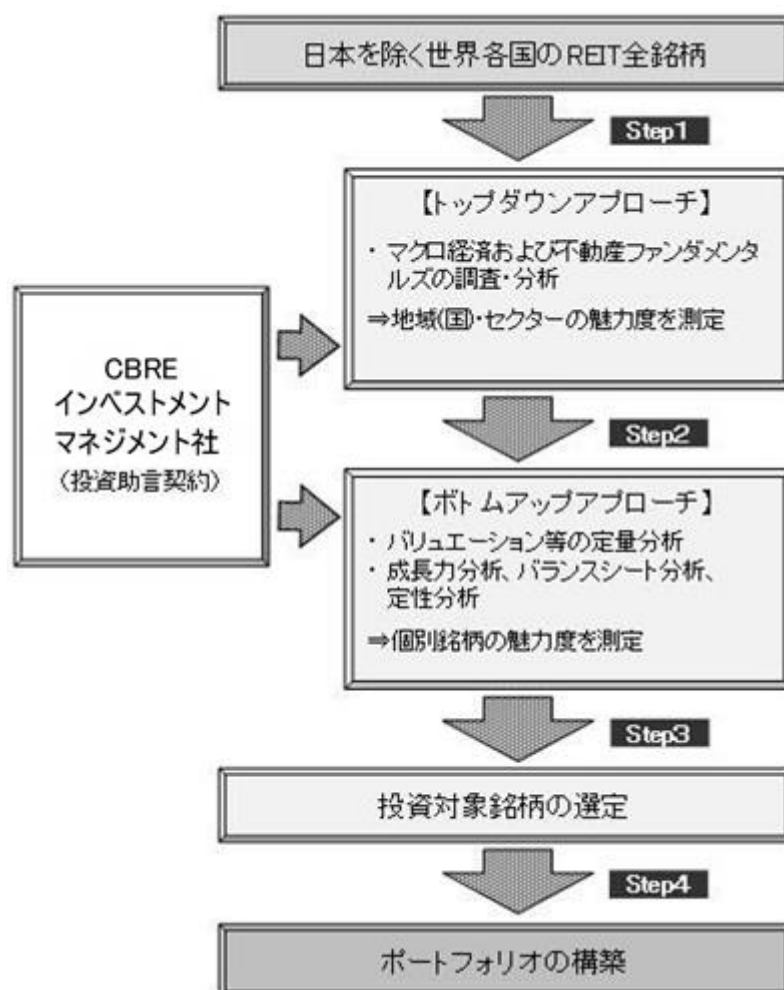 日本を除く世界各国のREIT全銘柄
Step1
【トップダウンアプローチ】
・ マクロ経済および不動産ファンダメンタ
ルズの調査・分析
⇒地域(国)・セクターの魅力度を測定
CBRE
インベストメント
マネジメント社
（投資助言契約）
Step2
【ボトムアップアプローチ】
・ バリュエーション等の定量分析
・ 成長力分析、バランスシート分析、
定性分析
⇒個別銘柄の魅力度を測定
Step3
投資対象銘柄の選定
Step4
ポートフォリオの構築